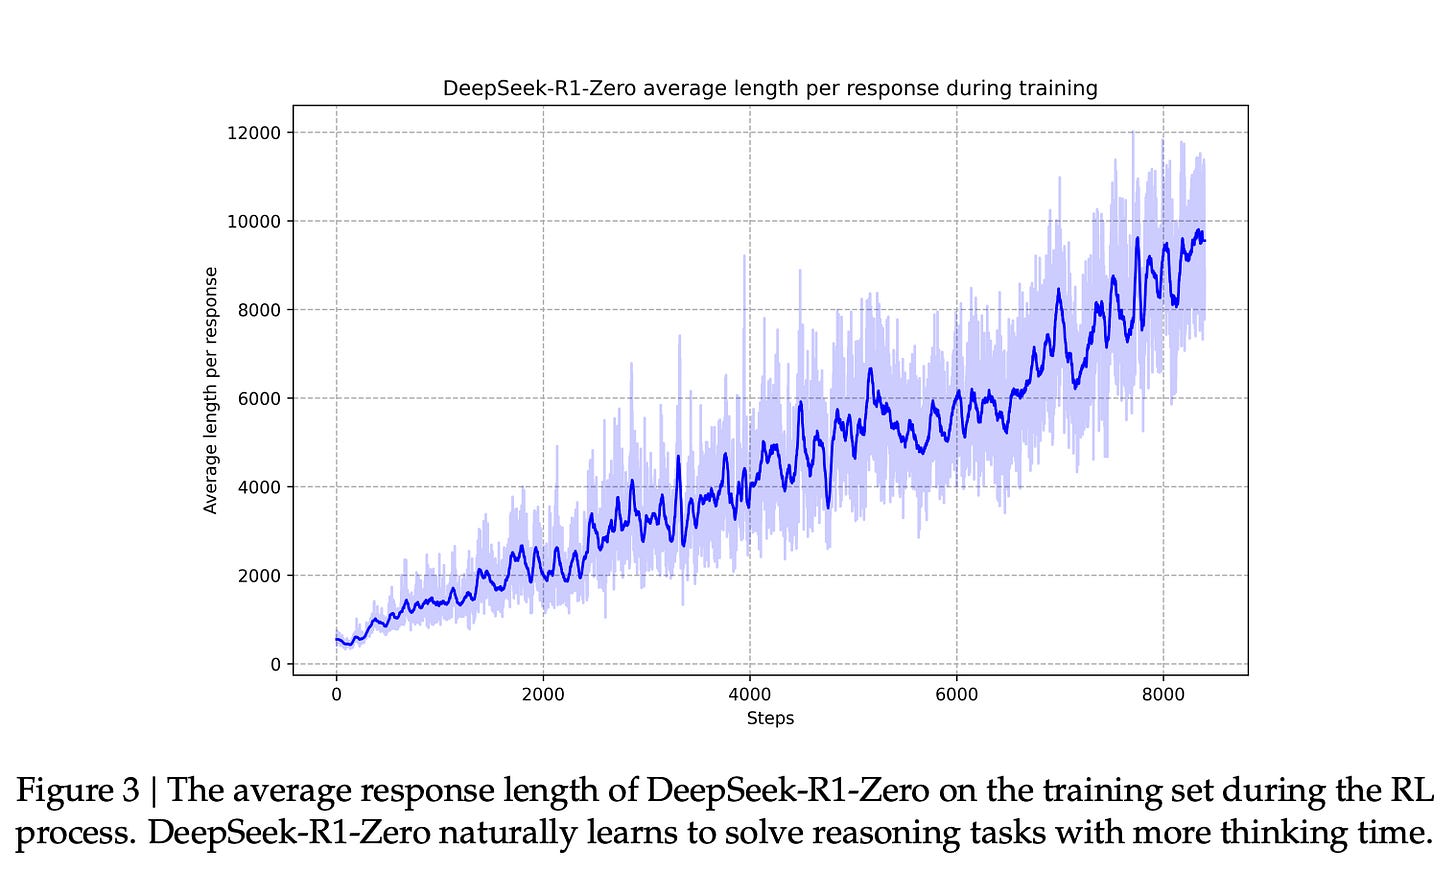 DeepSeek-R1-Zero average length per response during training
12000
10000
8000
6000
4000
2000
0
Average length per response
0 2000 4000 6000 8000
Steps
Figure 3 | The average response length of DeepSeek-R1-Zero on the training set during the RL
process. DeepSeek-R1-Zero naturally learns to solve reasoning tasks with more thinking time.